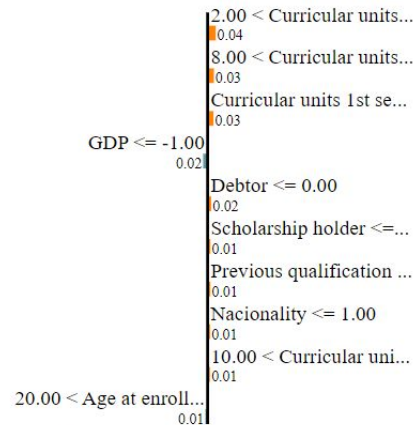 2.00 < Curricular units...
0.04
8.00 < Curricular units...
0.03
Curricular units 1st se...
0.03
GDP <= -1.00
0.02
Debtor <= 0.00
0.02
Scholarship holder <=...
0.01
Previous qualification ...
0.01
Nacionality <= 1.00
0.01
10.00 < Curricular uni...
0.01
20.00 < Age at enroll...
0.01